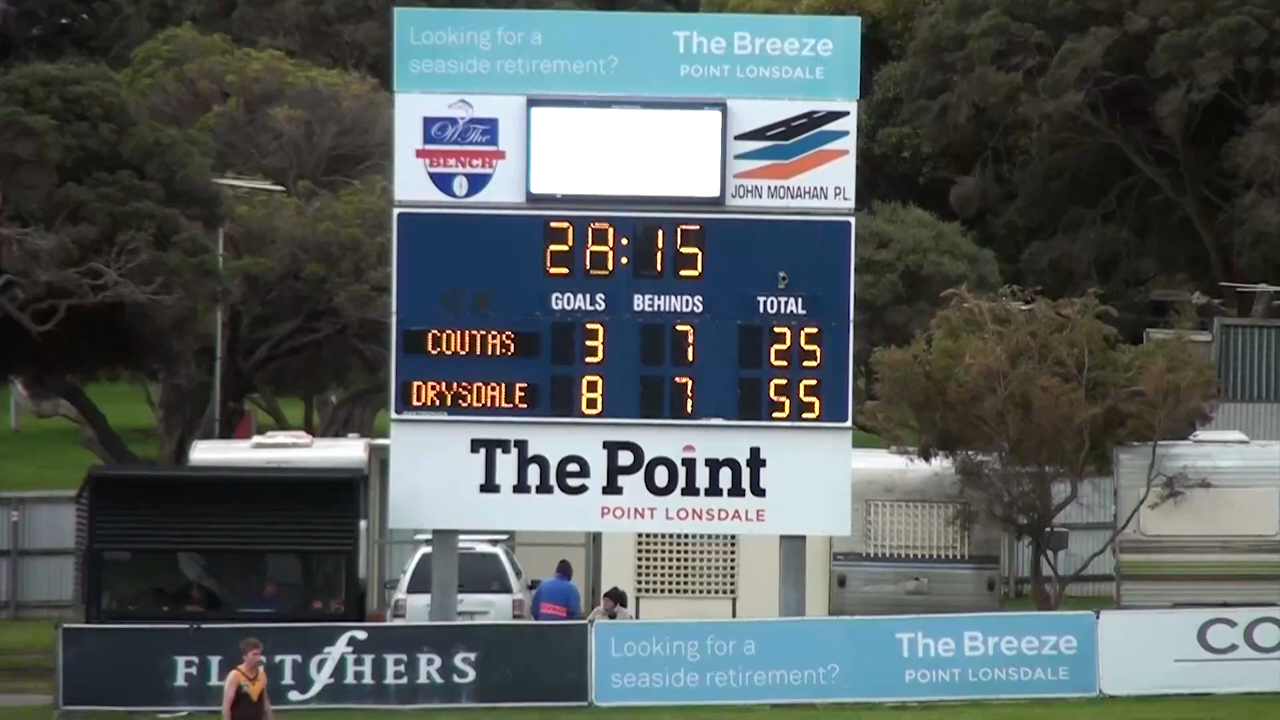 Looking for a
seaside retirement?
The Breeze
POINT LONSDALE
On The
BENCH
JOHN MONAHAN P.L.
28:15
GOALS BEHINDS TOTAL
COUTAS 3 7 25
DRYSDALE 8 7 55
The Point
POINT LONSDALE
FLETCHERS
f
Looking for a
seaside retirement?
The Breeze
POINT LONSDALE
CO